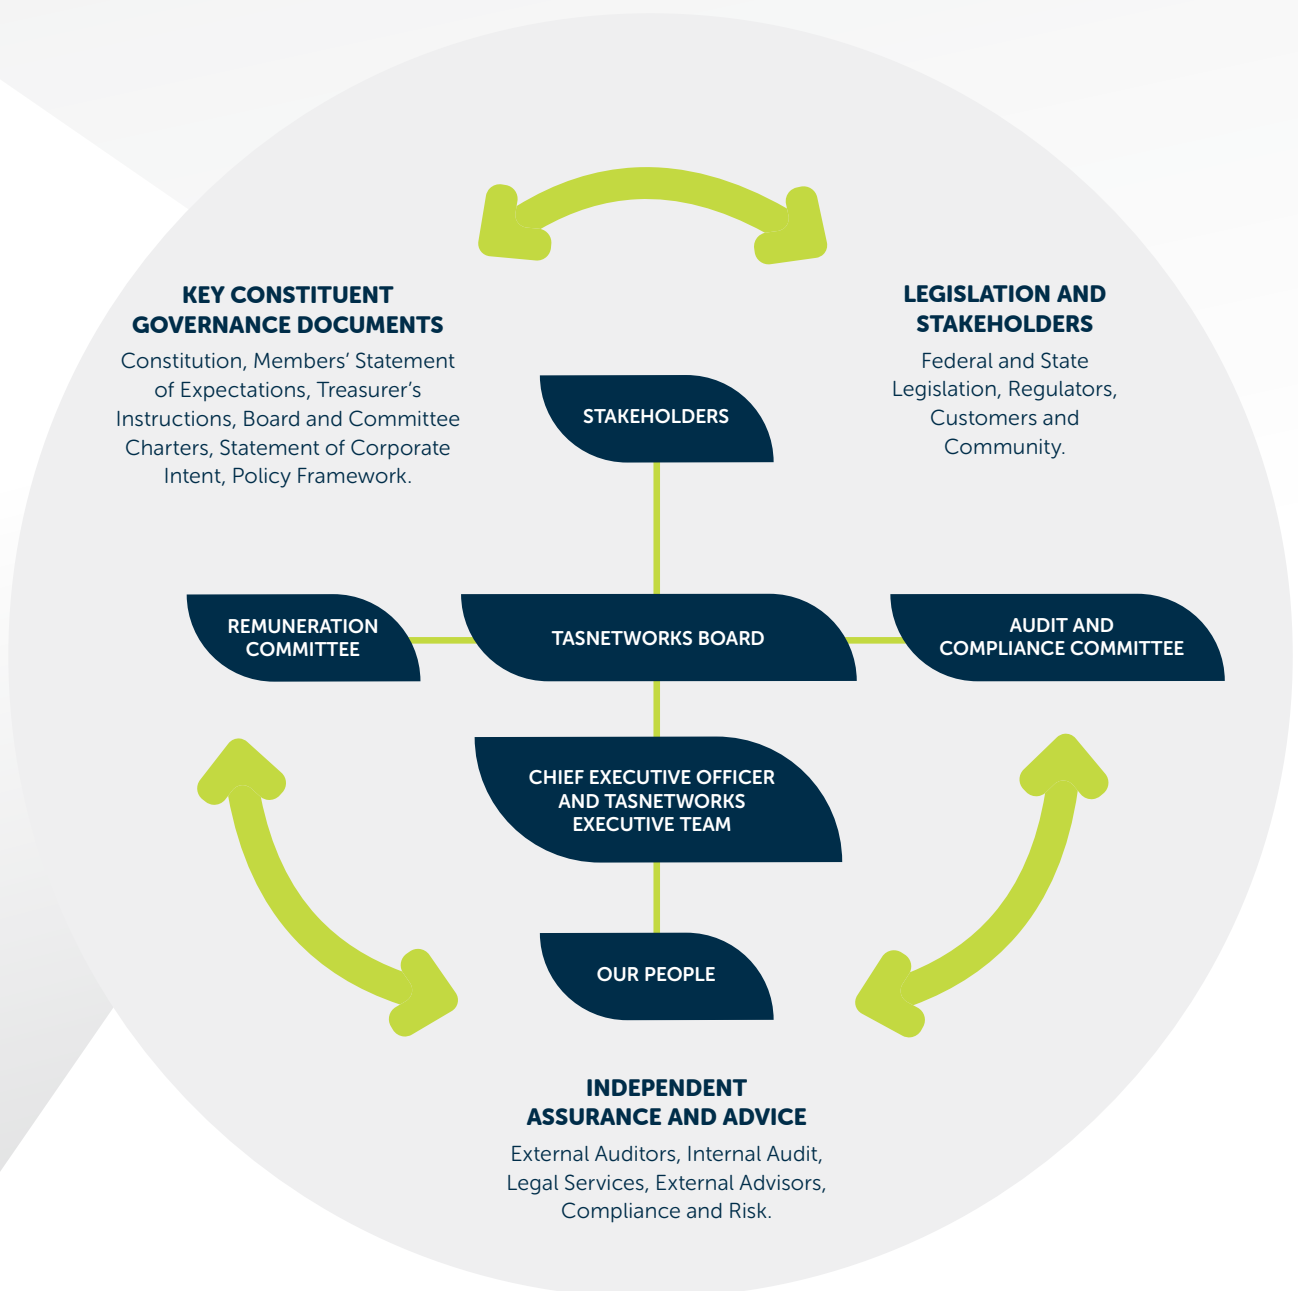 KEY CONSTITUENT
GOVERNANCE DOCUMENTS
Constitution, Members’ Statement
of Expectations, Treasurer’s
Instructions, Board and Committee
Charters, Statement of Corporate
Intent, Policy Framework.
LEGISLATION AND
STAKEHOLDERS
Federal and State
Legislation, Regulators,
Customers and
Community.
STAKEHOLDERS
REMUNERATION
COMMITTEE
TASNETWORKS BOARD
AUDIT AND
COMPLIANCE COMMITTEE
CHIEF EXECUTIVE OFFICER
AND TASNETWORKS
EXECUTIVE TEAM
OUR PEOPLE
INDEPENDENT
ASSURANCE AND ADVICE
External Auditors, Internal Audit,
Legal Services, External Advisors,
Compliance and Risk.